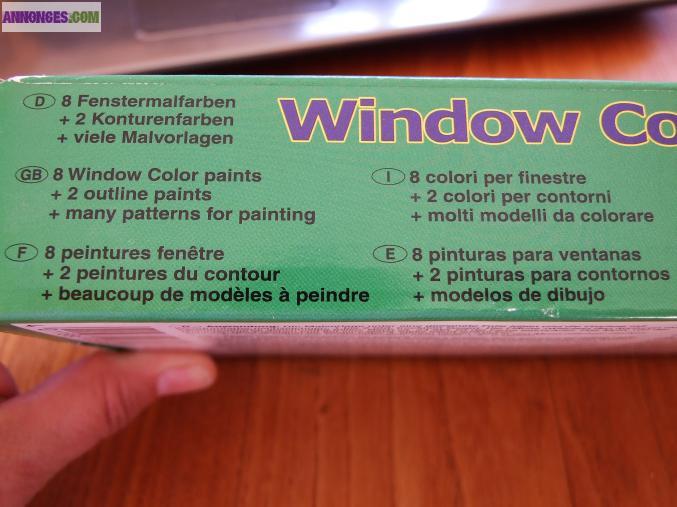 ANNONCES.COM
D 8 Fenstermalfarben
+ 2 Konturenfarben
+ viele Malvorlagen
Window Co
GB 8 Window Color paints
+ 2 outline paints
+ many patterns for painting
I 8 colori per finestre
+ 2 colori per contorni
+ molti modelli da colorare
F 8 peintures fenêtre
+ 2 peintures du contour
+ beaucoup de modèles à peindre
E 8 pinturas para ventanas
+ 2 pinturas para contornos
+ modelos de dibujo